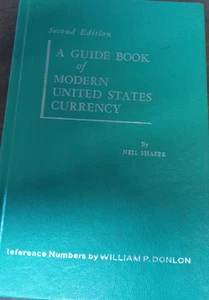 Second Edition
A GUIDE BOOK
of
MODERN
UNITED STATES
CURRENCY
By
NEIL SHAFER
Reference Numbers by WILLIAM P. DONLON